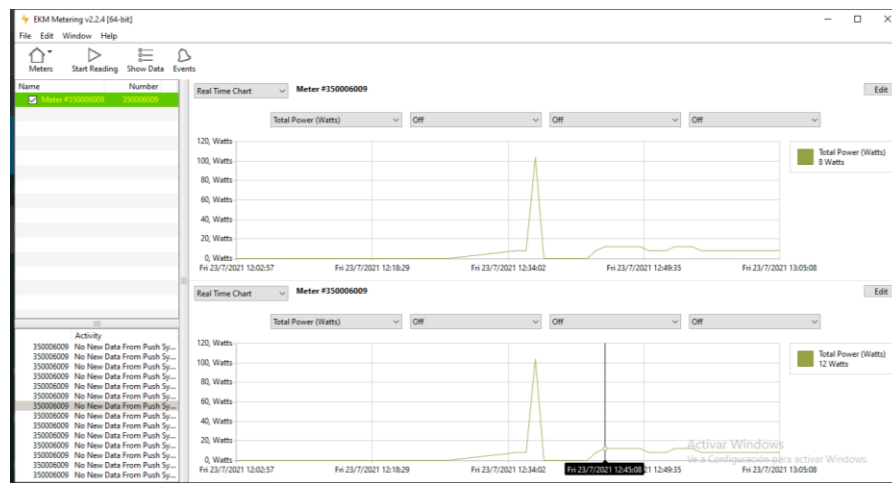 EKM Metering v2.2.4 [64-bit]
File Edit Window Help
Meters Start Reading Show Data Events
Name Number
Meter #350006009 350006009
Real Time Chart Meter #350006009 Edit
Total Power (Watts) Off Off Off
120, Watts
100, Watts
80, Watts
60, Watts
40, Watts
20, Watts
0, Watts
Fri 23/7/2021 12:02:57 Fri 23/7/2021 12:18:29 Fri 23/7/2021 12:34:02 Fri 23/7/2021 12:49:35 Fri 23/7/2021 13:05:08
Total Power (Watts)
8 Watts
Real Time Chart Meter #350006009 Edit
Total Power (Watts) Off Off Off
120, Watts
100, Watts
80, Watts
60, Watts
40, Watts
20, Watts
0, Watts
Fri 23/7/2021 12:02:57 Fri 23/7/2021 12:18:29 Fri 23/7/2021 12:34:02 Fri 23/7/2021 12:45:08 21 12:49:35 Fri 23/7/2021 13:05:08
Total Power (Watts)
12 Watts
Activity
350006009 No New Data From Push Sy...
350006009 No New Data From Push Sy...
350006009 No New Data From Push Sy...
350006009 No New Data From Push Sy...
350006009 No New Data From Push Sy...
350006009 No New Data From Push Sy...
350006009 No New Data From Push Sy...
350006009 No New Data From Push Sy...
350006009 No New Data From Push Sy...
350006009 No New Data From Push Sy...
350006009 No New Data From Push Sy...
350006009 No New Data From Push Sy...
350006009 No New Data From Push Sy...
350006009 No New Data From Push Sy...
Activar Windows
Ve a Configuración para activar Windows.